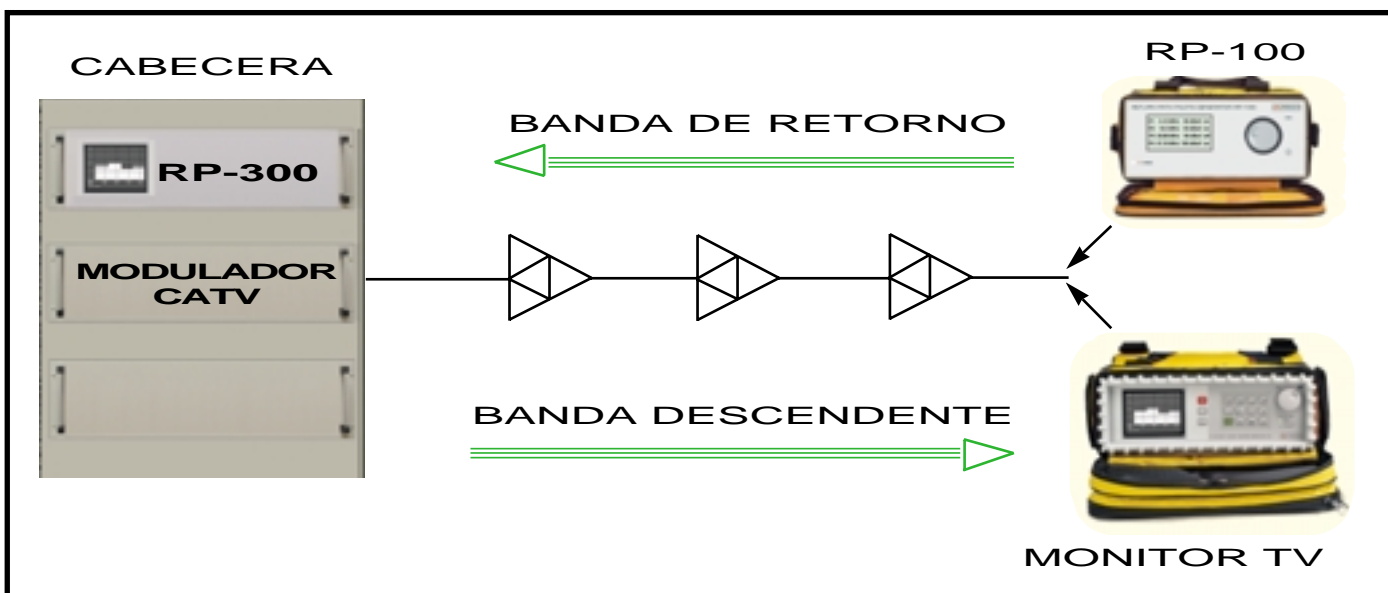 CABECERA
RP-300
MODULADOR
CATV
BANDA DE RETORNO
BANDA DESCENDENTE
RP-100
MONITOR TV